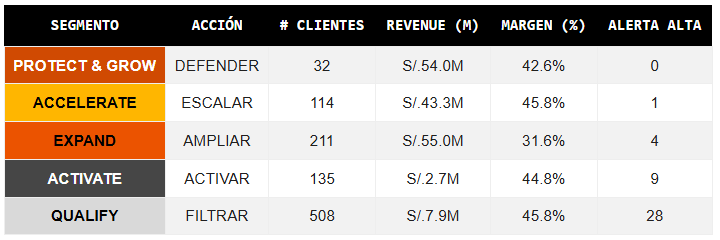 SEGMENTO ACCIÓN # CLIENTES REVENUE (M) MARGEN (%) ALERTA ALTA
PROTECT & GROW DEFENDER 32 S/.54.0M 42.6% 0
ACCELERATE ESCALAR 114 S/.43.3M 45.8% 1
EXPAND AMPLIAR 211 S/.55.0M 31.6% 4
ACTIVATE ACTIVAR 135 S/.2.7M 44.8% 9
QUALIFY FILTRAR 508 S/.7.9M 45.8% 28